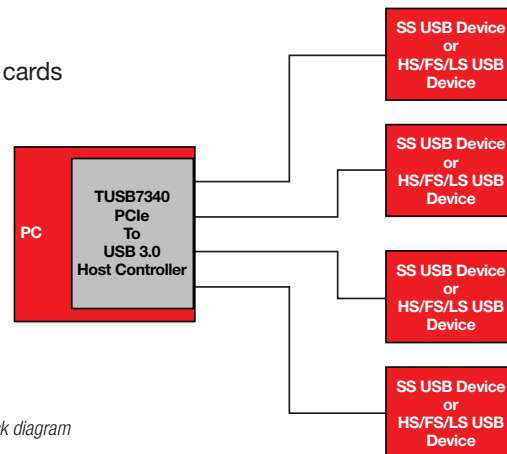 cards
SS USB Device
or
HS/FS/LS USB
Device
SS USB Device
or
HS/FS/LS USB
Device
PC
TUSB7340
PCIe
To
USB 3.0
Host Controller
SS USB Device
or
HS/FS/LS USB
Device
SS USB Device
or
HS/FS/LS USB
Device
k diagram